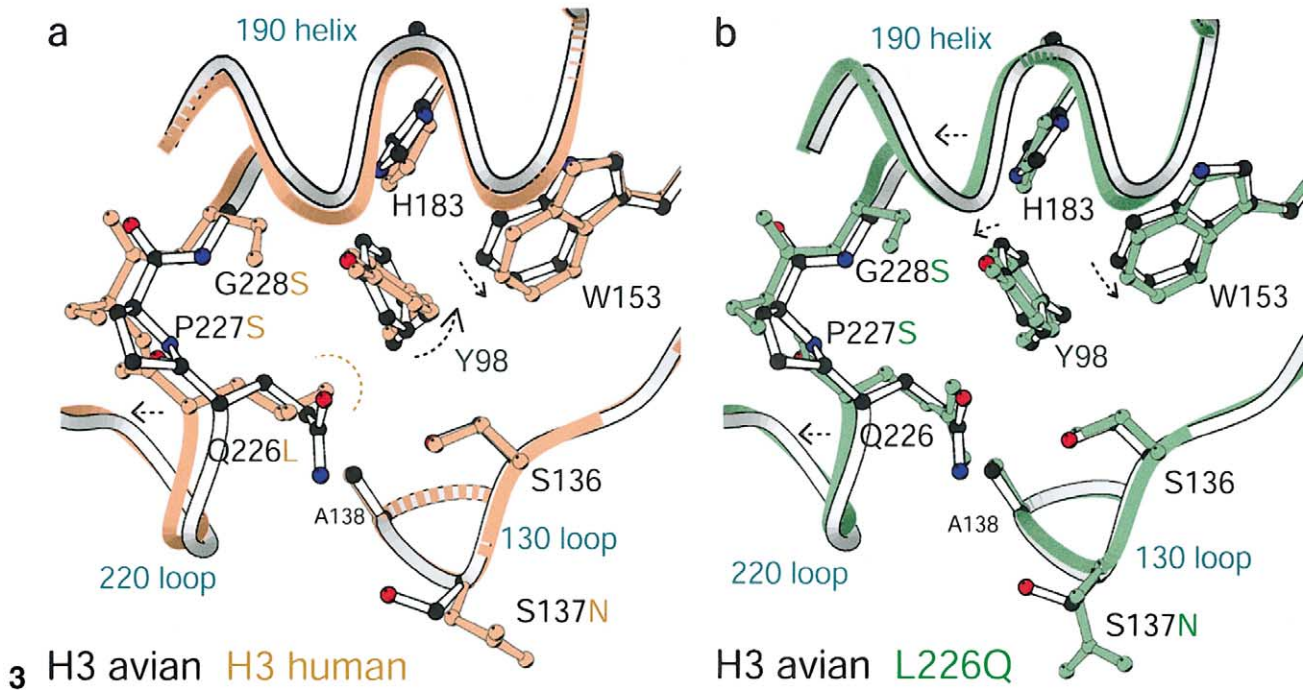 a
190 helix
H183
G228S
W153
P227S
Y98
Q226L
S136
A138
130 loop
220 loop
S137N
3 H3 avian H3 human
b
190 helix
H183
G228S
W153
P227S
Y98
Q226
S136
A138
130 loop
220 loop
S137N
H3 avian L226Q